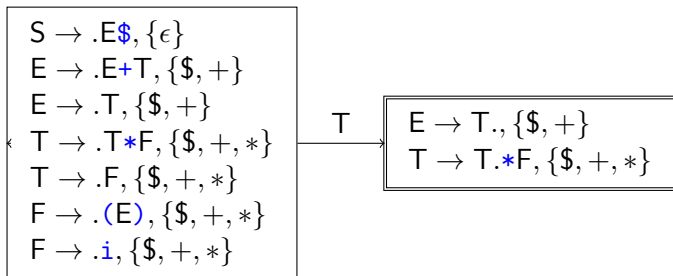 S → .E$, {ϵ}
E → .E+T, {$, +}
E → .T, {$, +}
T → .T*F, {$, +, *}
T → .F, {$, +, *}
F → .(E), {$, +, *}
F → .i, {$, +, *}
T
E → T., {$, +}
T → T.*F, {$, +, *}